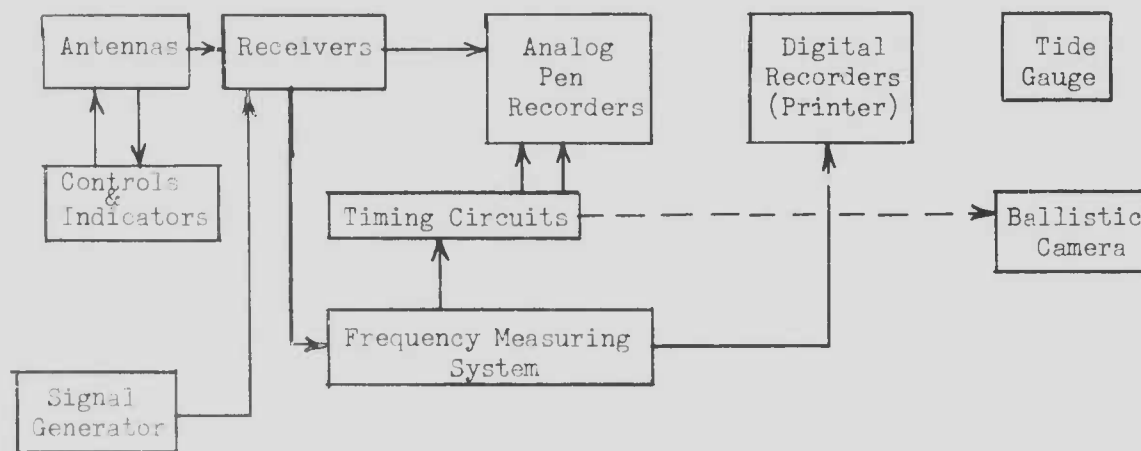 Antennas
Receivers
Analog
Pen
Recorders
Digital
Recorders
(Printer)
Tide
Gauge
Controls
&
Indicators
Timing Circuits
Ballistic
Camera
Frequency Measuring
System
Signal
Generator